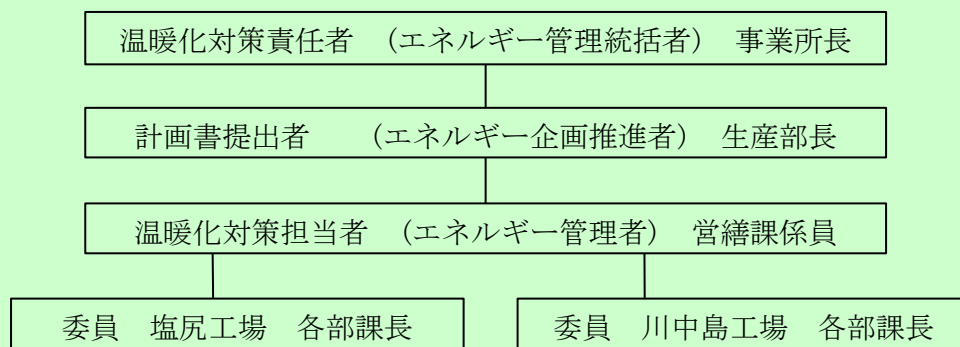 温暖化対策責任者 （エネルギー管理統括者） 事業所長
計画書提出者 （エネルギー企画推進者） 生産部長
温暖化対策担当者 （エネルギー管理者） 営繕課係員
委員 塩尻工場 各部課長
委員 川中島工場 各部課長